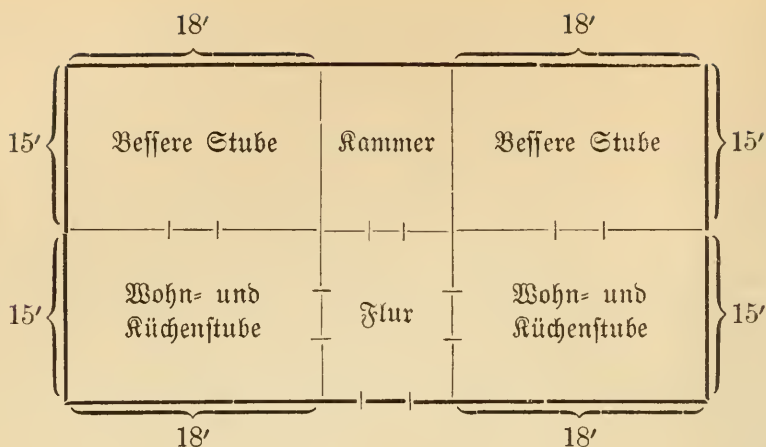 18′ 18′
15′ Bessere Stube Kammer Bessere Stube 15′
Wohn= und Wohn= und
15′ Küchenstube Flur Küchenstube 15′
18′ 18′